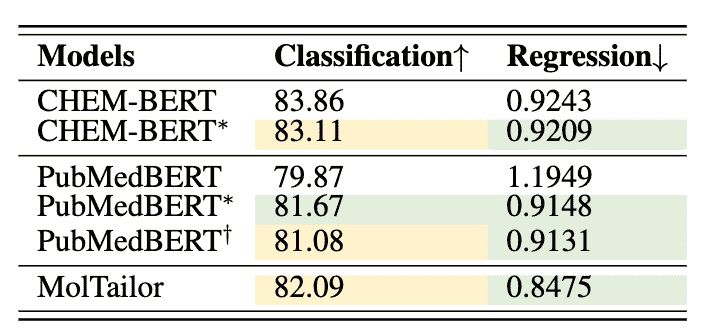 Models Classification↑ Regression↓
CHEM-BERT 83.86 0.9243
CHEM-BERT* 83.11 0.9209
PubMedBERT 79.87 1.1949
PubMedBERT* 81.67 0.9148
PubMedBERT† 81.08 0.9131
MolTailor 82.09 0.8475